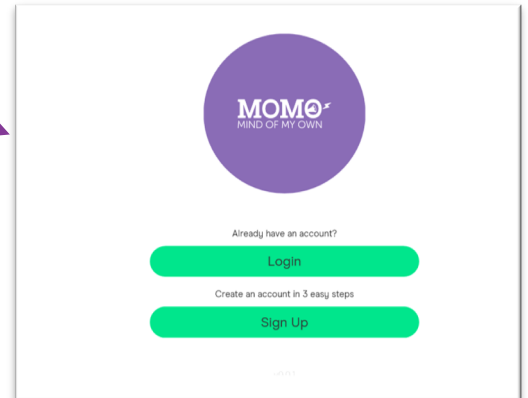 MOMO
MIND OF MY OWN
Already have an account?
Login
Create an account in 3 easy steps
Sign Up